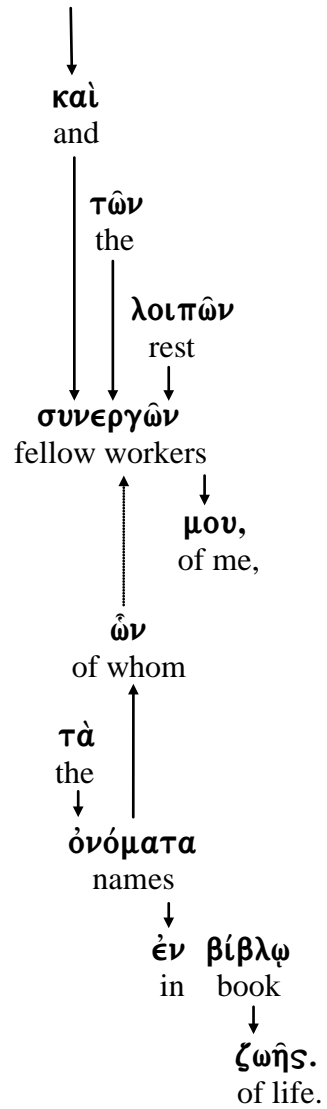 καὶ
and
τῶν
the
λοιπῶν
rest
συνεργῶν
fellow workers
μου,
of me,
ὧν
of whom
τὰ
the
ὀνόματα
names
ἐν βίβλῳ
in book
ζωῆς.
of life.